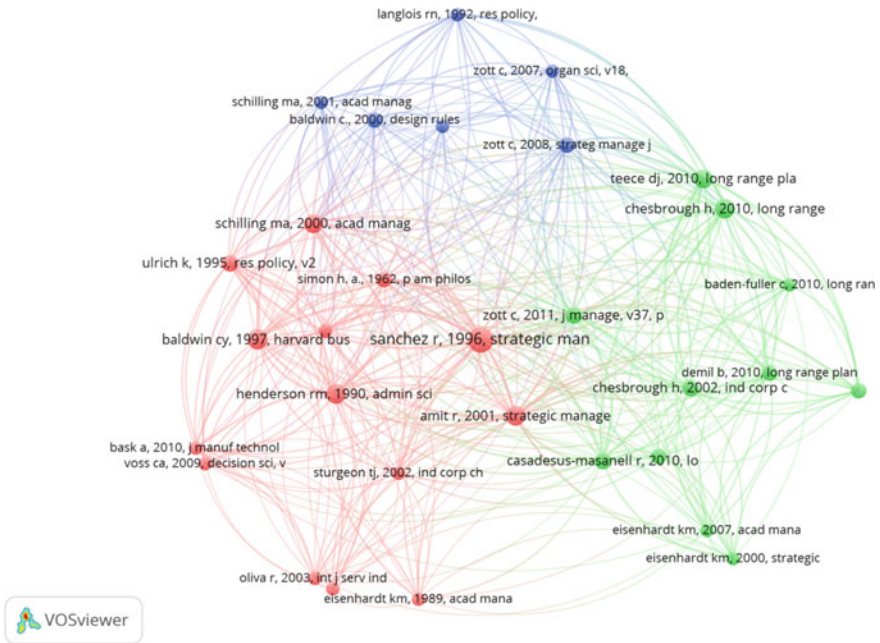 langlois rn, 1992, res policy,
zott c, 2007, organ sci, v18,
schilling ma, 2001, acad manag
baldwin c., 2000, design rules
zott c, 2008, strateg manage j
teece dj, 2010, long range pla
chesbrough h, 2010, long range
schilling ma, 2000, acad manag
ulrich k, 1995, res policy, v2
simon h. a., 1962, p am philos
baden-fuller c, 2010, long ran
zott c, 2011, j manage, v37, p
baldwin cy, 1997, harvard bus
sanchez r, 1996, strategic man
demil b, 2010, long range plan
chesbrough h, 2002, ind corp c
henderson rm, 1990, admin sci
amit r, 2001, strategic manage
bask a, 2010, j manuf technol
voss ca, 2009, decision sci, v
casadesus-masanell r, 2010, lo
sturgeon tj, 2002, ind corp ch
eisenhardt km, 2007, acad mana
eisenhardt km, 2000, strategic
oliva r, 2003, int j serv ind
eisenhardt km, 1989, acad mana
VOSviewer